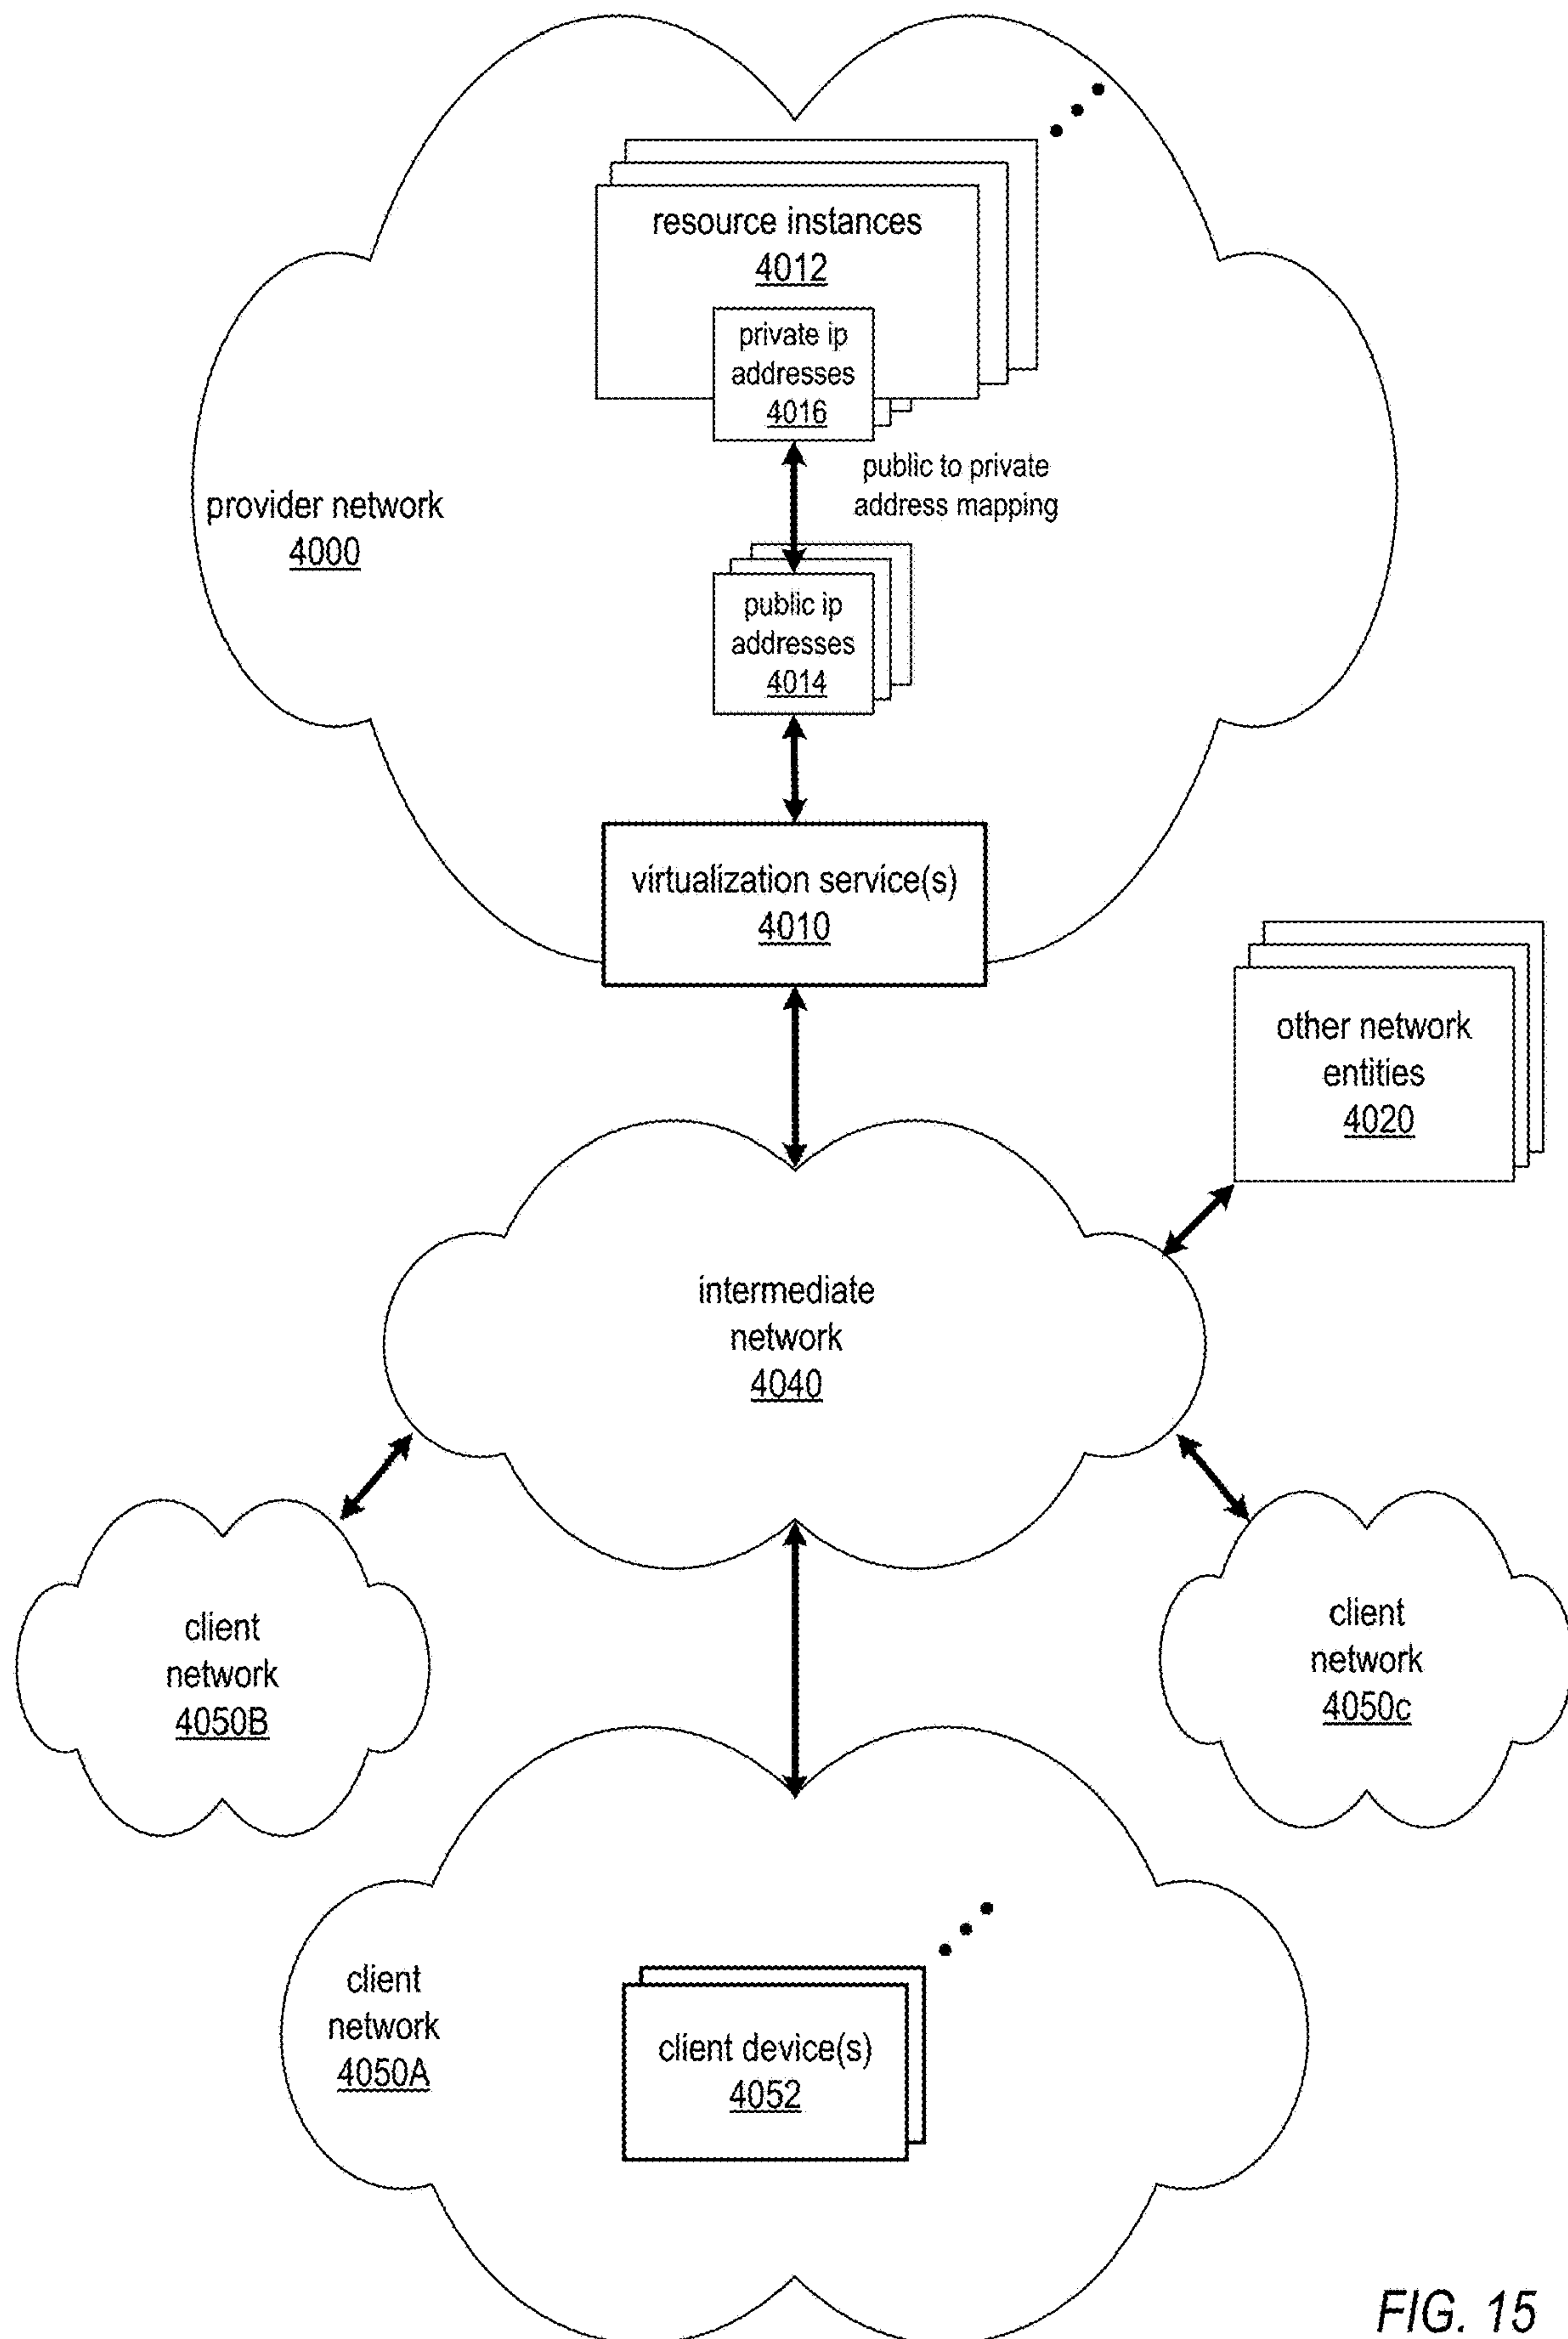 resource instances
4012
private ip
addresses
4016
public to private
address mapping
provider network
4000
public ip
addresses
4014
virtualization service(s)
4010
other network
entities
4020
intermediate
network
4040
client
network
4050B
client
network
4050c
client
network
4050A
client device(s)
4052
FIG. 15